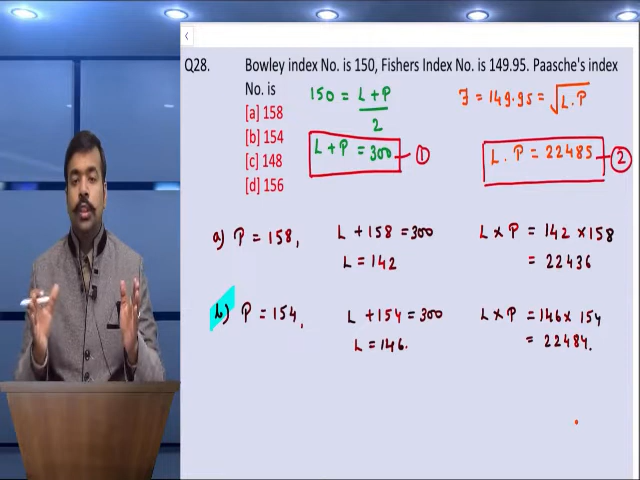 Q28. Bowley index No. is 150, Fishers Index No. is 149.95. Paasche's index
No. is
[a] 158
[b] 154
[c] 148
[d] 156
150 = L+P / 2
L+P = 300 ①
F = 149.95 = √L.P
L.P = 22485 ②
a) P = 158, L + 158 = 300 L × P = 142 × 158
L = 142 = 22436
b) P = 154, L + 154 = 300 L × P = 146 × 154
L = 146. = 22484.